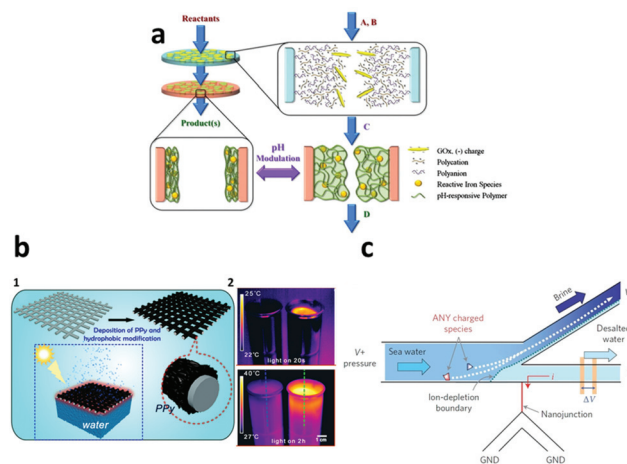 a
Reactants
A, B
Product(s)
C
pH
Modulation
D
GOx, (-) charge
Polycation
Polyanion
Reactive Iron Species
pH-responsive Polymer
b
1
Deposition of PPy and
hydrophobic modification
water
PPy
2
25°C
22°C
light on 20s
40°C
27°C
light on 2h
1 cm
c
Brine
ANY charged
species
Desalted
water
V+
pressure
Sea water
i
Ion-depletion
boundary
ΔV
Nanojunction
GND
GND